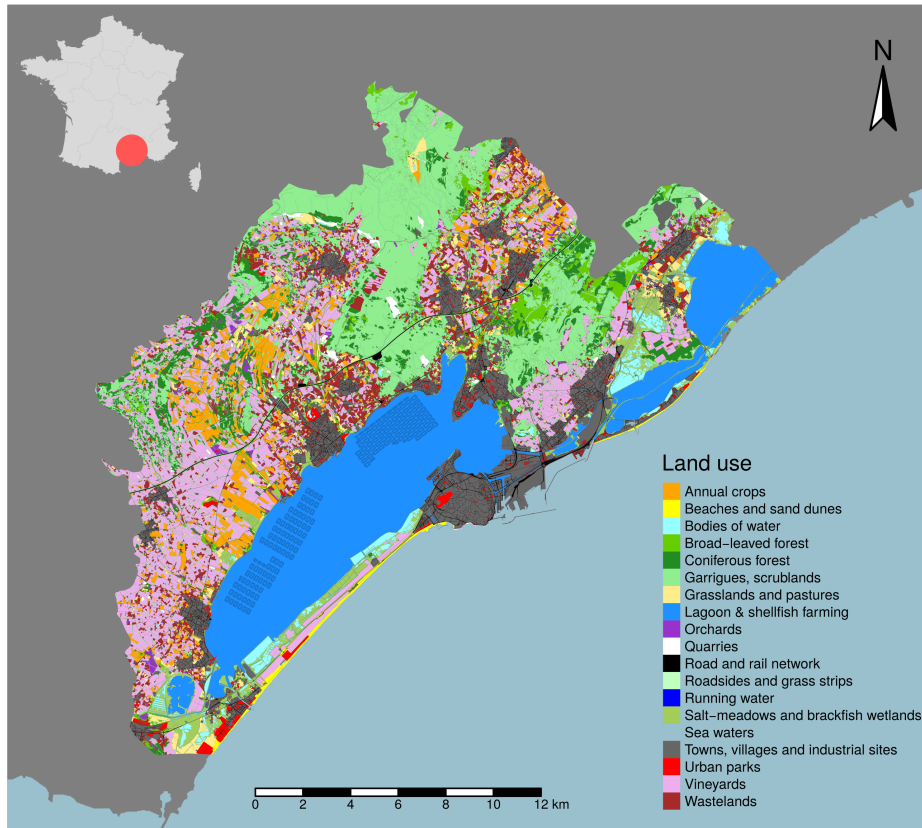 N
Land use
Annual crops
Beaches and sand dunes
Bodies of water
Broad−leaved forest
Coniferous forest
Garrigues, scrublands
Grasslands and pastures
Lagoon & shellfish farming
Orchards
Quarries
Road and rail network
Roadsides and grass strips
Running water
Salt−meadows and brackfish wetlands
Sea waters
Towns, villages and industrial sites
Urban parks
Vineyards
Wastelands
0 2 4 6 8 10 12 km